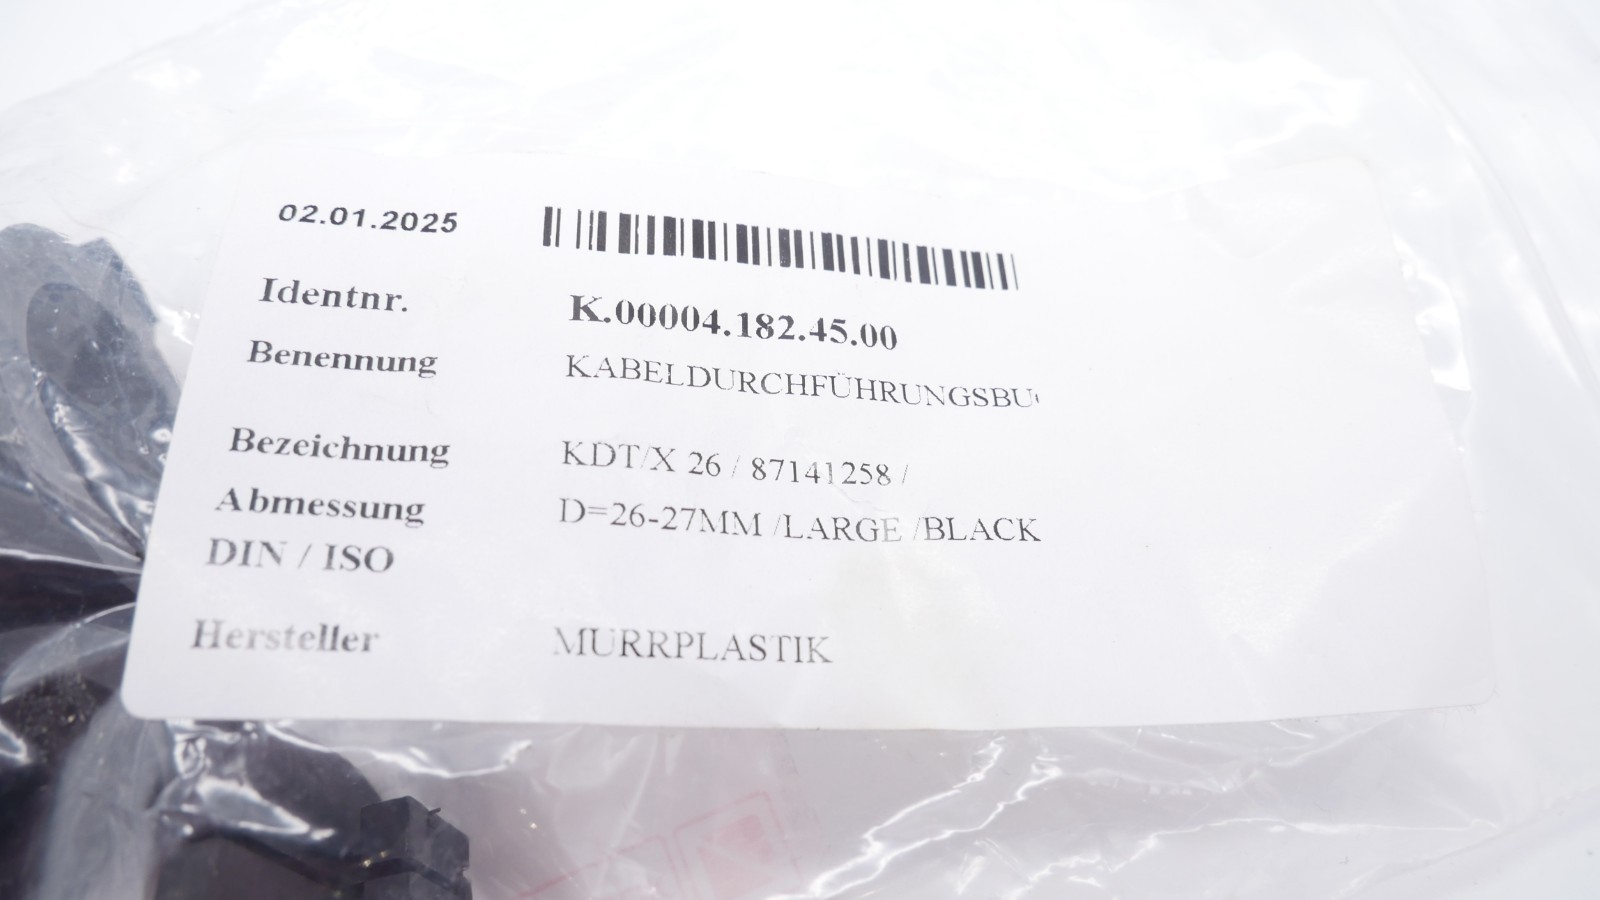 02.01.2025
Identnr. K.00004.182.45.00
Benennung KABELDURCHFÜHRUNGSBU
Bezeichnung KDT/X 26 / 87141258 /
Abmessung D=26-27MM /LARGE /BLACK
DIN / ISO
Hersteller MURRPLASTIK